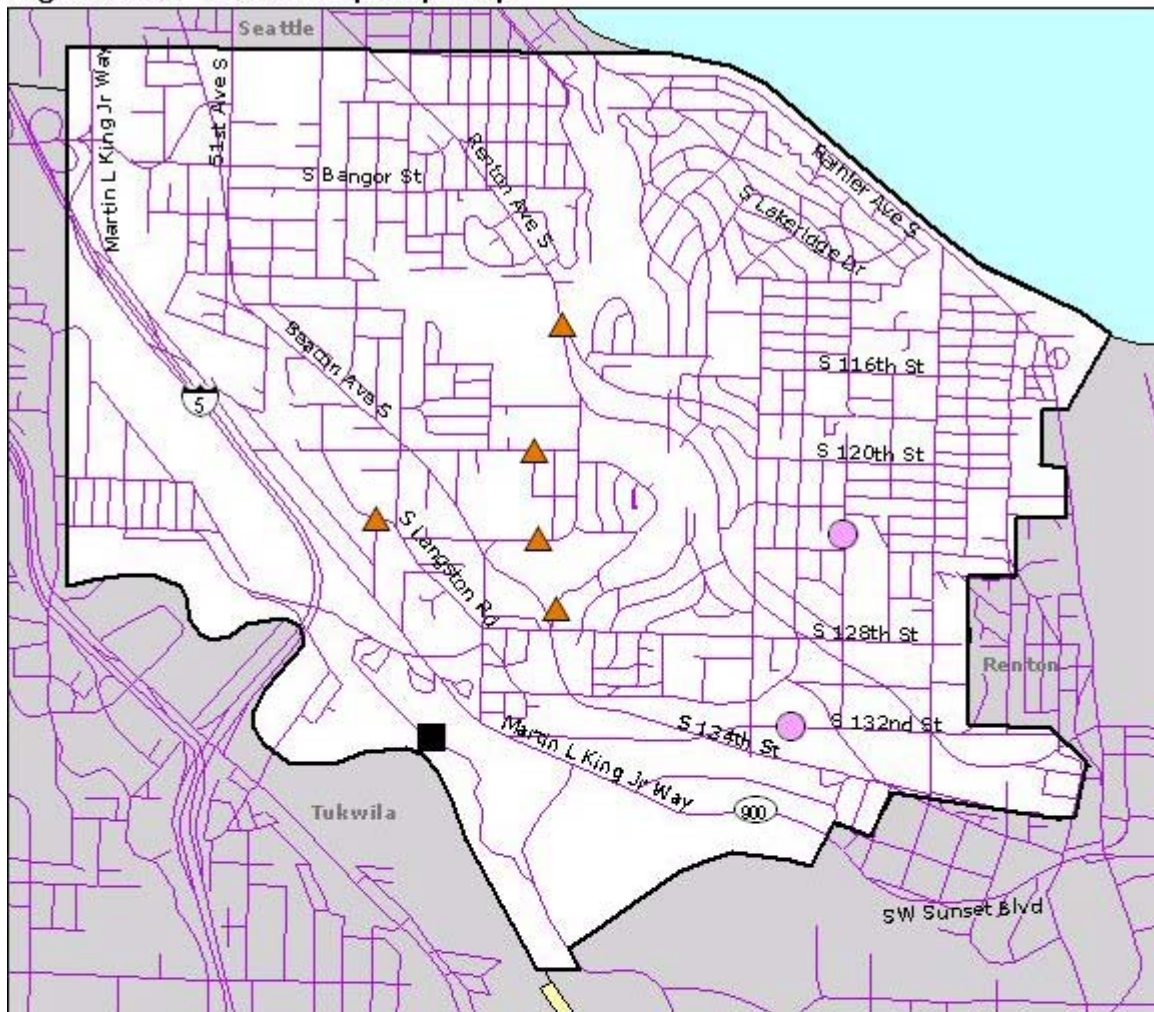 Seattle
Martin L King Jr Way
51st Ave S
Renton Ave S
S Bangor St
Rainier Ave S
S Lakeridge Dr
Beacon Ave S
S 116th St
5
S 120th St
S Langston Rd
S 128th St
Renton
S 132nd St
S 134th St
Martin L King Jr Way
900
Tukwila
SW Sunset Blvd